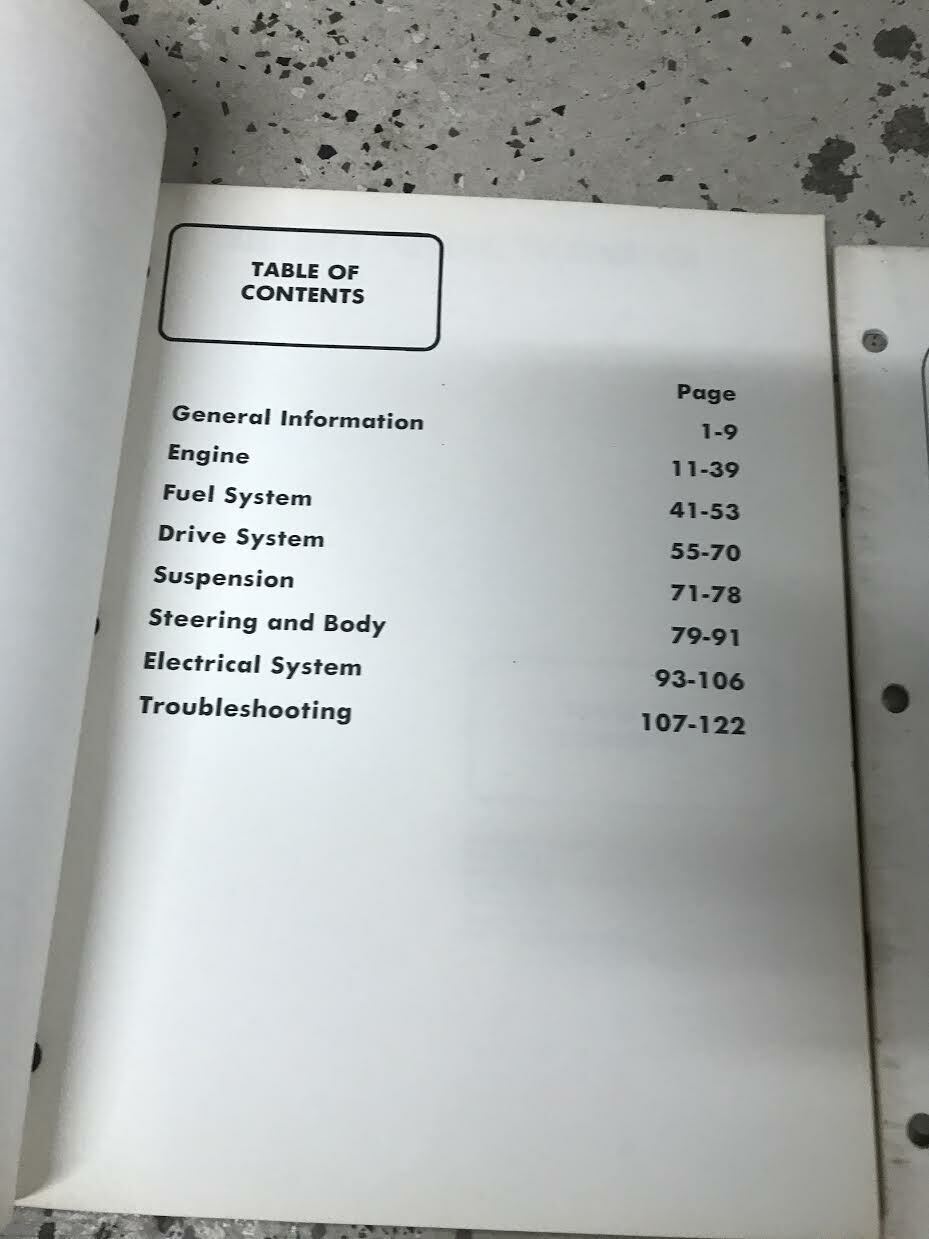 TABLE OF
CONTENTS
Page
General Information 1-9
Engine 11-39
Fuel System 41-53
Drive System 55-70
Suspension 71-78
Steering and Body 79-91
Electrical System 93-106
Troubleshooting 107-122